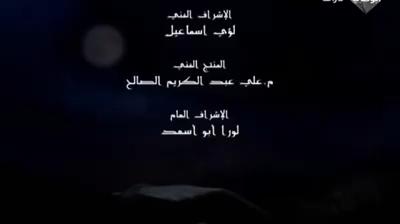 الإشراف الفني
لؤي اسماعيل
المنتج الفني
م.علي عبد الكريم الصالح
الإشراف العام
لورا ابو اسعد